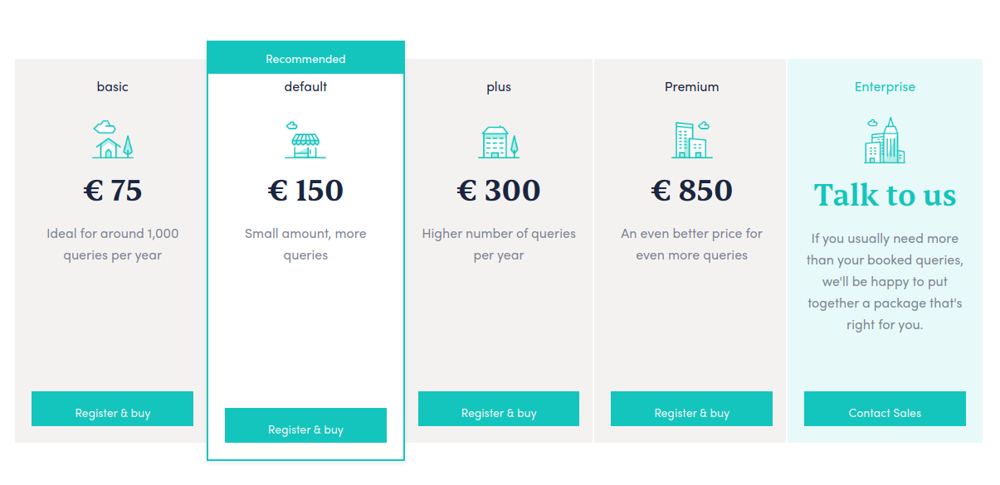 Recommended
basic
€ 75
Ideal for around 1,000
queries per year
Register & buy
default
€ 150
Small amount, more
queries
Register & buy
plus
€ 300
Higher number of queries
per year
Register & buy
Premium
€ 850
An even better price for
even more queries
Register & buy
Enterprise
Talk to us
If you usually need more
than your booked queries,
we'll be happy to put
together a package that's
right for you.
Contact Sales